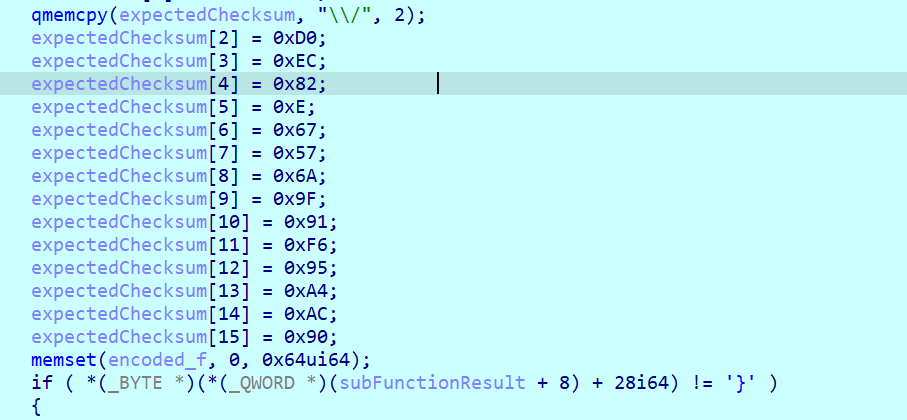 qmemcpy(expectedChecksum, "\\/", 2);
expectedChecksum[2] = 0xD0;
expectedChecksum[3] = 0xEC;
expectedChecksum[4] = 0x82;
expectedChecksum[5] = 0xE;
expectedChecksum[6] = 0x67;
expectedChecksum[7] = 0x57;
expectedChecksum[8] = 0x6A;
expectedChecksum[9] = 0x9F;
expectedChecksum[10] = 0x91;
expectedChecksum[11] = 0xF6;
expectedChecksum[12] = 0x95;
expectedChecksum[13] = 0xA4;
expectedChecksum[14] = 0xAC;
expectedChecksum[15] = 0x90;
memset(encoded_f, 0, 0x64ui64);
if ( *(_BYTE *)(*(_QWORD *)(subFunctionResult + 8) + 28i64) != '}' )
{